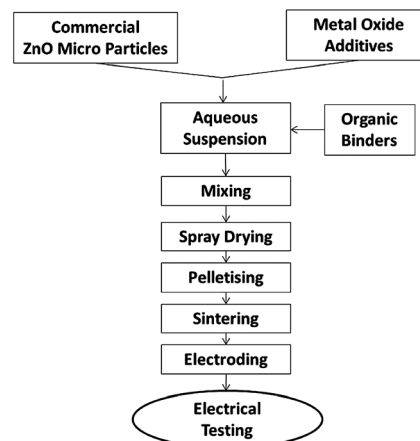 Commercial
ZnO Micro Particles
Metal Oxide
Additives
Aqueous
Suspension
Organic
Binders
Mixing
Spray Drying
Pelletising
Sintering
Electroding
Electrical
Testing